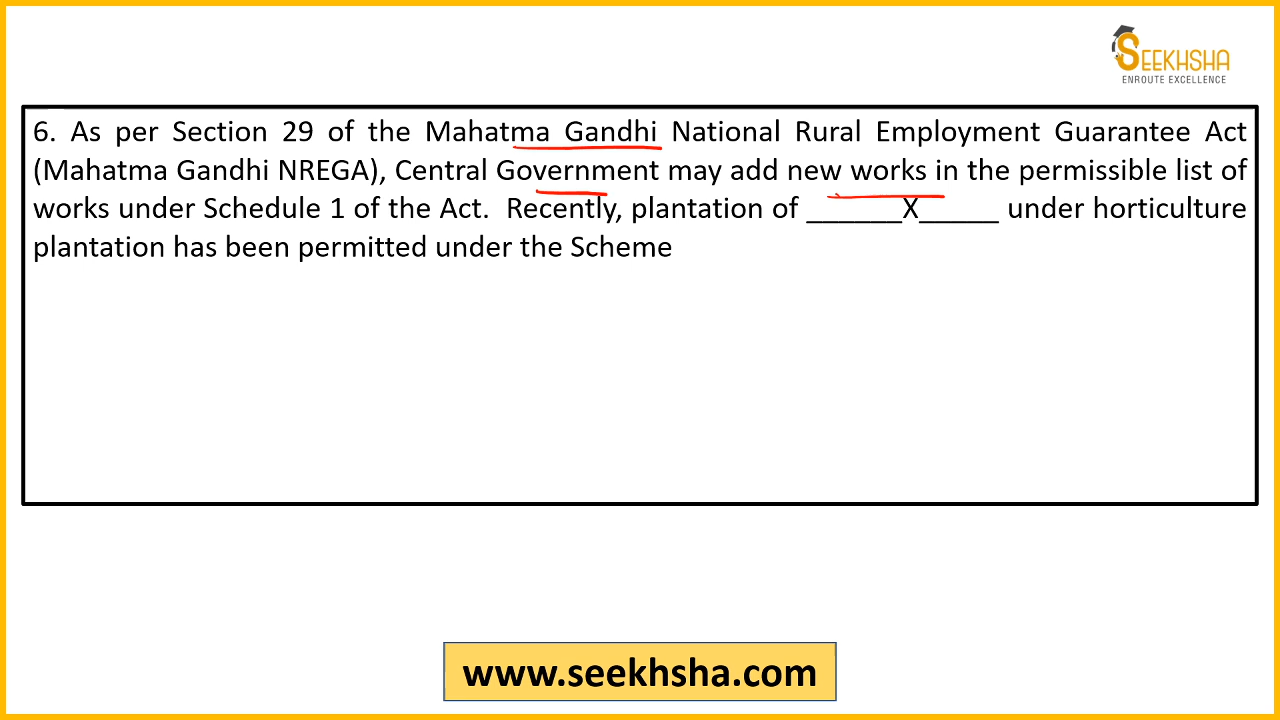 SEEKHSHA
ENROUTE EXCELLENCE
6. As per Section 29 of the Mahatma Gandhi National Rural Employment Guarantee Act
(Mahatma Gandhi NREGA), Central Government may add new works in the permissible list of
works under Schedule 1 of the Act. Recently, plantation of ______X_____ under horticulture
plantation has been permitted under the Scheme
www.seekhsha.com